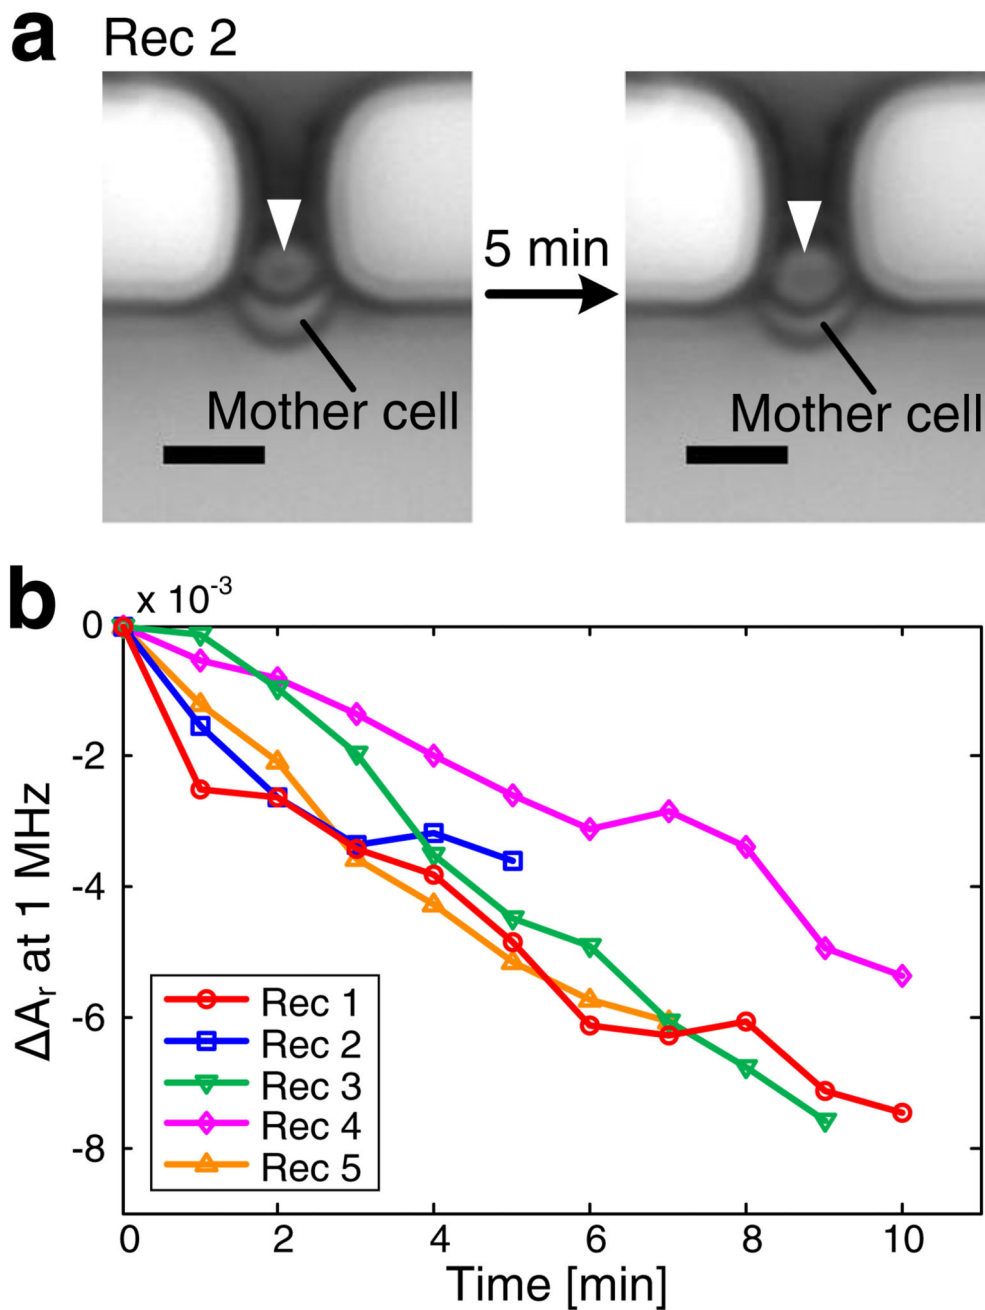 a Rec 2
5 min
Mother cell
Mother cell
b
x 10-3
0
-2
-4
-6
-8
ΔAr at 1 MHz
Rec 1
Rec 2
Rec 3
Rec 4
Rec 5
0 2 4 6 8 10
Time [min]